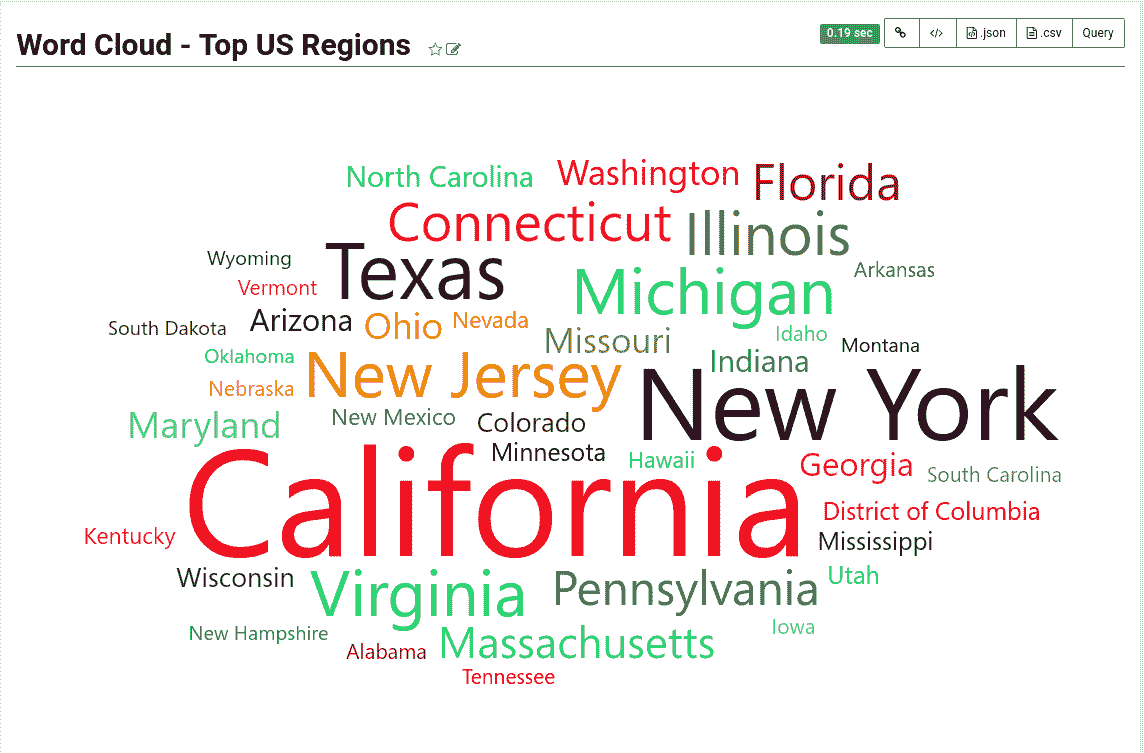 Word Cloud - Top US Regions
0.19 sec
</>
.json
.csv
Query
North Carolina
Washington
Florida
Connecticut
Illinois
Wyoming
Texas
Arkansas
Vermont
Michigan
South Dakota
Arizona
Ohio
Nevada
Missouri
Idaho
Montana
Oklahoma
Indiana
New Jersey
Nebraska
New York
Maryland
New Mexico
Colorado
Minnesota
Hawaii
Georgia
South Carolina
California
District of Columbia
Kentucky
Mississippi
Wisconsin
Virginia
Pennsylvania
Utah
New Hampshire
Iowa
Alabama
Massachusetts
Tennessee